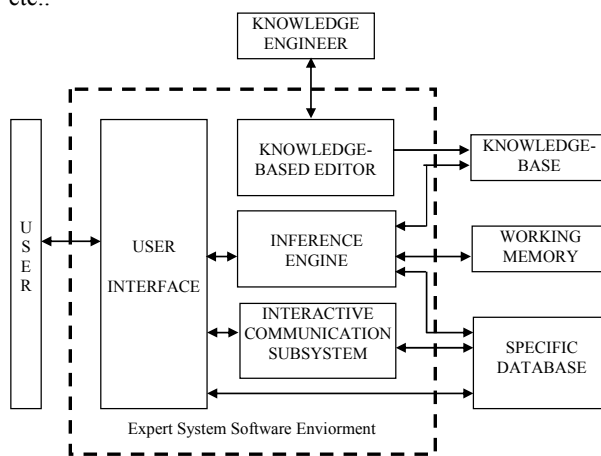 etc..
KNOWLEDGE
ENGINEER
KNOWLEDGE-
BASED EDITOR
KNOWLEDGE-
BASE
U
S
E
R
USER
INTERFACE
INFERENCE
ENGINE
WORKING
MEMORY
INTERACTIVE
COMMUNICATION
SUBSYSTEM
SPECIFIC
DATABASE
Expert System Software Enviorment